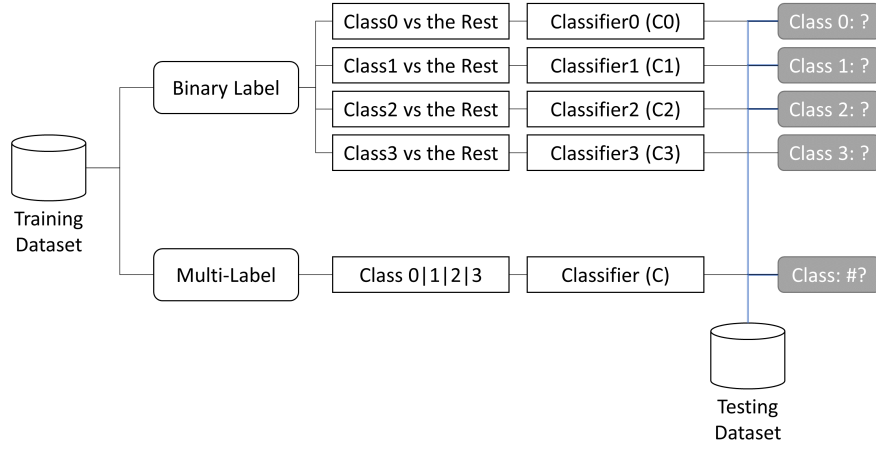 Class0 vs the Rest
Classifier0 (C0)
Class 0: ?
Binary Label
Class1 vs the Rest
Classifier1 (C1)
Class 1: ?
Class2 vs the Rest
Classifier2 (C2)
Class 2: ?
Class3 vs the Rest
Classifier3 (C3)
Class 3: ?
Training
Dataset
Multi-Label
Class 0|1|2|3
Classifier (C)
Class: #?
Testing
Dataset